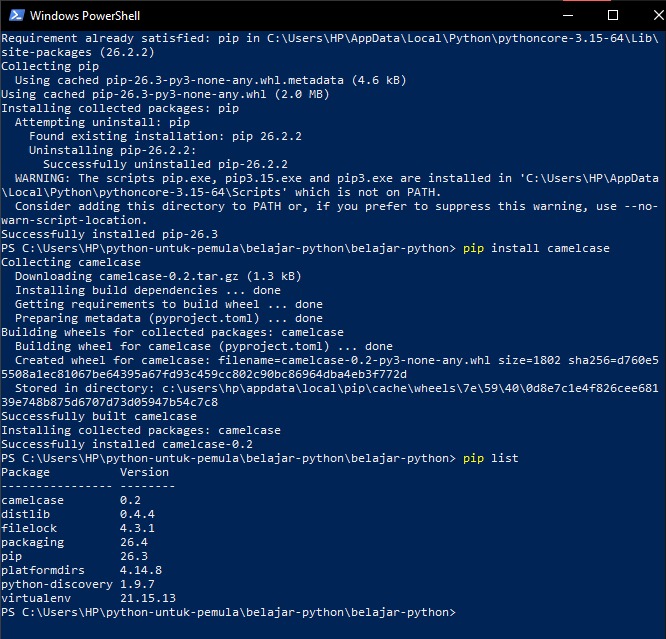 Windows PowerShell
Requirement already satisfied: pip in C:\Users\HP\AppData\Local\Python\pythoncore-3.15-64\Lib\
site-packages (26.2.2)
Collecting pip
  Using cached pip-26.3-py3-none-any.whl.metadata (4.6 kB)
Using cached pip-26.3-py3-none-any.whl (2.0 MB)
Installing collected packages: pip
  Attempting uninstall: pip
    Found existing installation: pip 26.2.2
    Uninstalling pip-26.2.2:
      Successfully uninstalled pip-26.2.2
  WARNING: The scripts pip.exe, pip3.15.exe and pip3.exe are installed in 'C:\Users\HP\AppData
\Local\Python\pythoncore-3.15-64\Scripts' which is not on PATH.
  Consider adding this directory to PATH or, if you prefer to suppress this warning, use --no-
warn-script-location.
Successfully installed pip-26.3
PS C:\Users\HP\python-untuk-pemula\belajar-python\belajar-python> pip install camelcase
Collecting camelcase
  Downloading camelcase-0.2.tar.gz (1.3 kB)
  Installing build dependencies ... done
  Getting requirements to build wheel ... done
  Preparing metadata (pyproject.toml) ... done
Building wheels for collected packages: camelcase
  Building wheel for camelcase (pyproject.toml) ... done
  Created wheel for camelcase: filename=camelcase-0.2-py3-none-any.whl size=1802 sha256=d760e5
5508a1ec81067be64395a67fd93c459cc802c90bc86964dba4eb3f772d
  Stored in directory: c:\users\hp\appdata\local\pip\cache\wheels\7e\59\40\0d8e7c1e4f826cee681
39e748b875d6707d73d05947b54c7c8
Successfully built camelcase
Installing collected packages: camelcase
Successfully installed camelcase-0.2
PS C:\Users\HP\python-untuk-pemula\belajar-python\belajar-python> pip list
Package          Version
---------------- --------
camelcase        0.2
distlib          0.4.4
filelock         4.3.1
packaging        26.4
pip              26.3
platformdirs     4.14.8
python-discovery 1.9.7
virtualenv       21.15.13
PS C:\Users\HP\python-untuk-pemula\belajar-python\belajar-python>